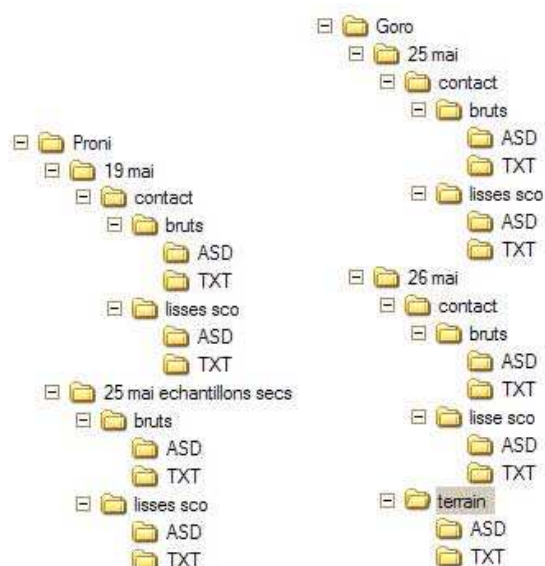 Proni
19 mai
contact
bruts
ASD
TXT
lisses sco
ASD
TXT
25 mai echantillons secs
bruts
ASD
TXT
lisses sco
ASD
TXT
Goro
25 mai
contact
bruts
ASD
TXT
lisses sco
ASD
TXT
26 mai
contact
bruts
ASD
TXT
lisse sco
ASD
TXT
terrain
ASD
TXT